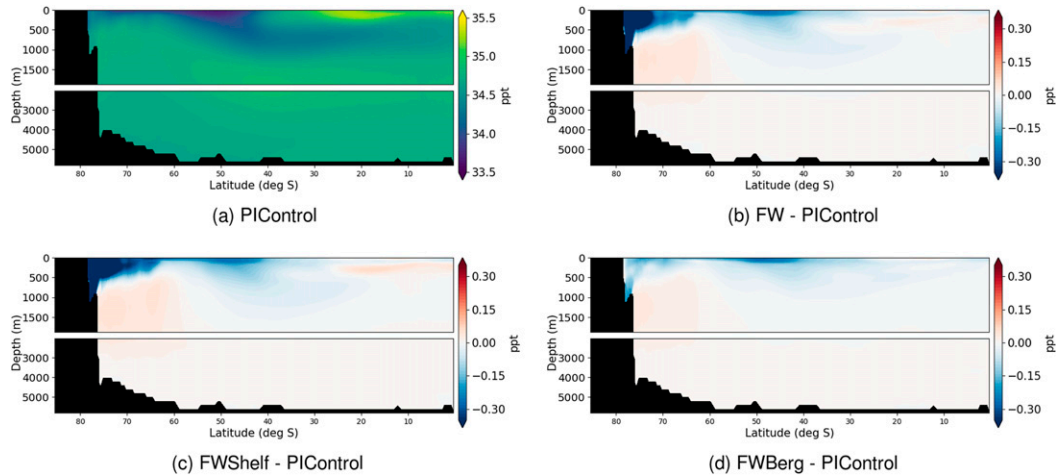 0
500
1000
1500
Depth (m)
3000
4000
5000
80 70 60 50 40 30 20 10
Latitude (deg S)
35.5
35.0
34.5
34.0
33.5
ppt
(a) PIControl
0
500
1000
1500
Depth (m)
3000
4000
5000
80 70 60 50 40 30 20 10
Latitude (deg S)
0.30
0.15
0.00
−0.15
−0.30
ppt
(b) FW - PIControl
0
500
1000
1500
Depth (m)
3000
4000
5000
80 70 60 50 40 30 20 10
Latitude (deg S)
0.30
0.15
0.00
−0.15
−0.30
ppt
(c) FWShelf - PIControl
0
500
1000
1500
Depth (m)
3000
4000
5000
80 70 60 50 40 30 20 10
Latitude (deg S)
0.30
0.15
0.00
−0.15
−0.30
ppt
(d) FWBerg - PIControl